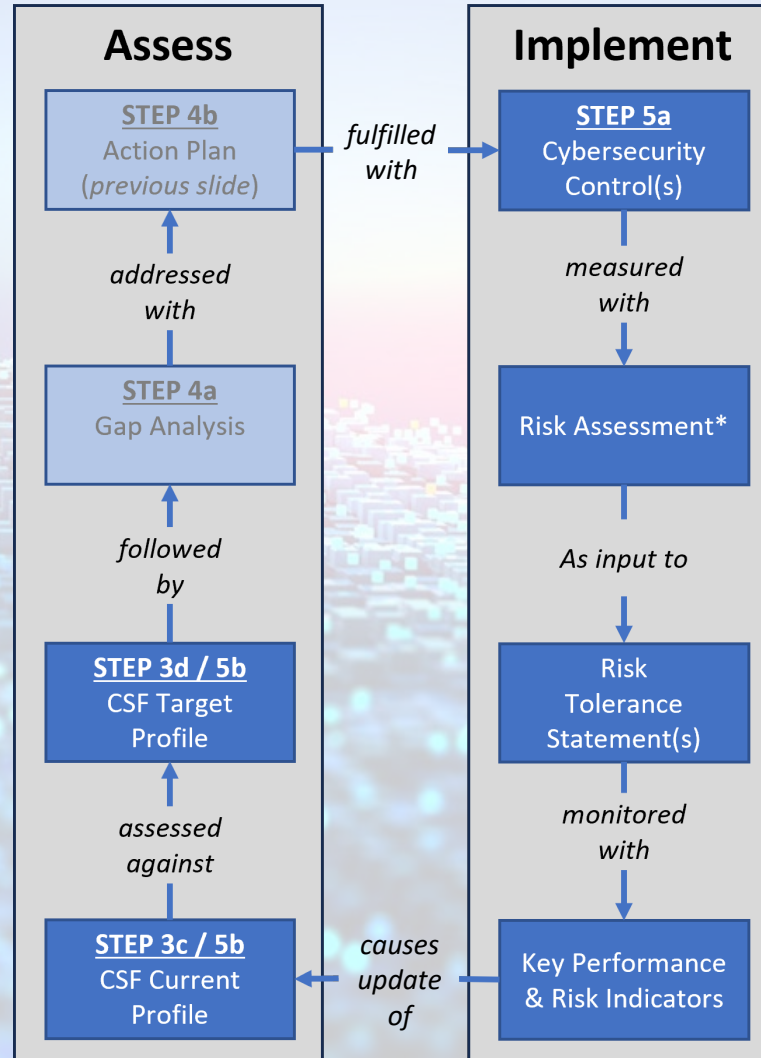 Assess
STEP 4b
Action Plan
(previous slide)
addressed
with
STEP 4a
Gap Analysis
followed
by
STEP 3d / 5b
CSF Target
Profile
assessed
against
STEP 3c / 5b
CSF Current
Profile
fulfilled
with
causes
update
of
Implement
STEP 5a
Cybersecurity
Control(s)
measured
with
Risk Assessment*
As input to
Risk
Tolerance
Statement(s)
monitored
with
Key Performance
& Risk Indicators